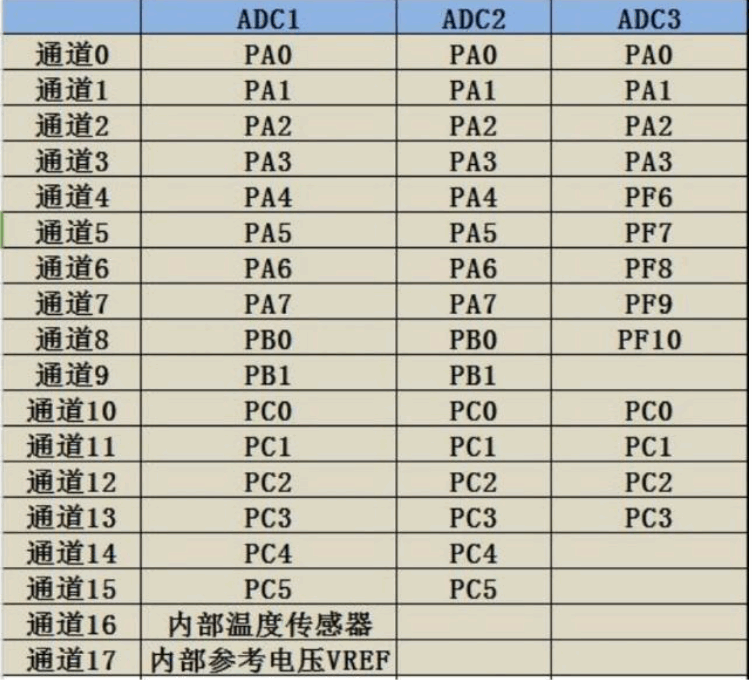 ADC1 ADC2 ADC3
通道0 PA0 PA0 PA0
通道1 PA1 PA1 PA1
通道2 PA2 PA2 PA2
通道3 PA3 PA3 PA3
通道4 PA4 PA4 PF6
通道5 PA5 PA5 PF7
通道6 PA6 PA6 PF8
通道7 PA7 PA7 PF9
通道8 PB0 PB0 PF10
通道9 PB1 PB1
通道10 PC0 PC0 PC0
通道11 PC1 PC1 PC1
通道12 PC2 PC2 PC2
通道13 PC3 PC3 PC3
通道14 PC4 PC4
通道15 PC5 PC5
通道16 内部温度传感器
通道17 内部参考电压VREF